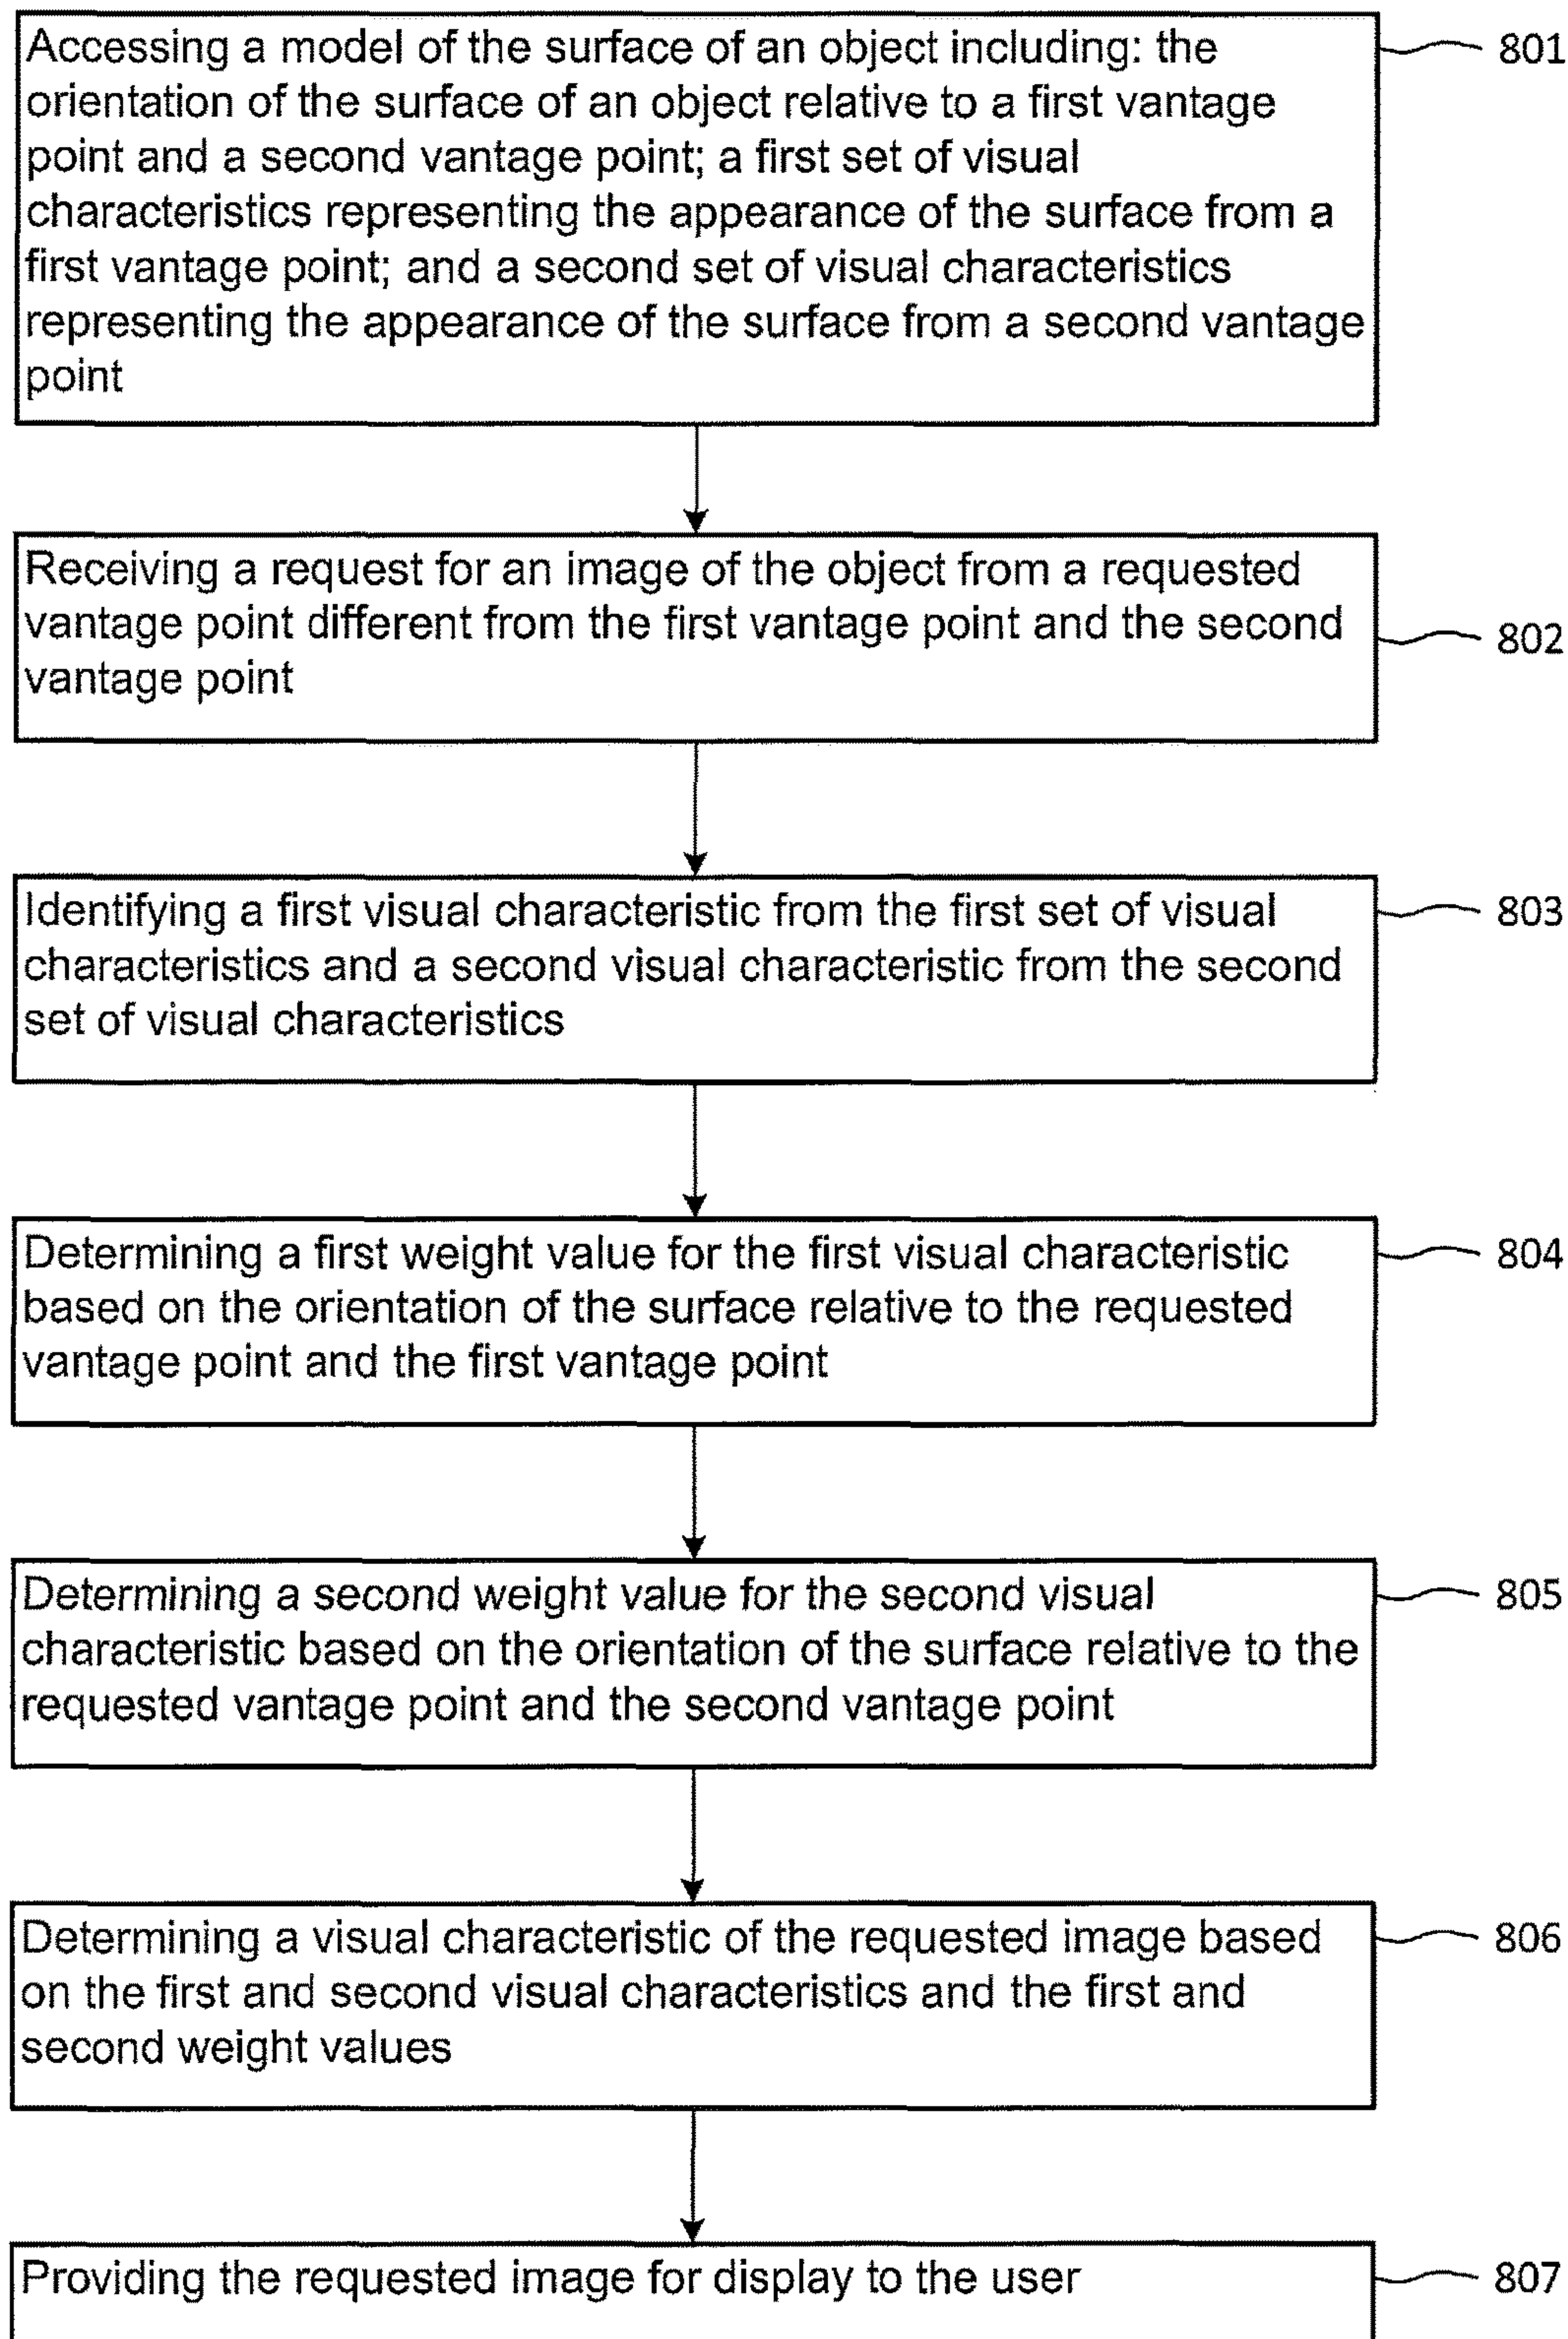 Accessing a model of the surface of an object including: the
orientation of the surface of an object relative to a first vantage
point and a second vantage point; a first set of visual
characteristics representing the appearance of the surface from a
first vantage point; and a second set of visual characteristics
representing the appearance of the surface from a second vantage
point
801
Receiving a request for an image of the object from a requested
vantage point different from the first vantage point and the second
vantage point
802
Identifying a first visual characteristic from the first set of visual
characteristics and a second visual characteristic from the second
set of visual characteristics
803
Determining a first weight value for the first visual characteristic
based on the orientation of the surface relative to the requested
vantage point and the first vantage point
804
Determining a second weight value for the second visual
characteristic based on the orientation of the surface relative to the
requested vantage point and the second vantage point
805
Determining a visual characteristic of the requested image based
on the first and second visual characteristics and the first and
second weight values
806
Providing the requested image for display to the user
807